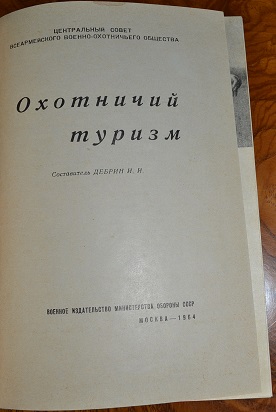 ЦЕНТРАЛЬНЫЙ СОВЕТ
ВСЕАРМЕЙСКОГО ВОЕННО-ОХОТНИЧЬЕГО ОБЩЕСТВА
Охотничий
туризм
Составитель ДЕБРИН И. И.
ВОЕННОЕ ИЗДАТЕЛЬСТВО МИНИСТЕРСТВА ОБОРОНЫ СССР
МОСКВА—1964